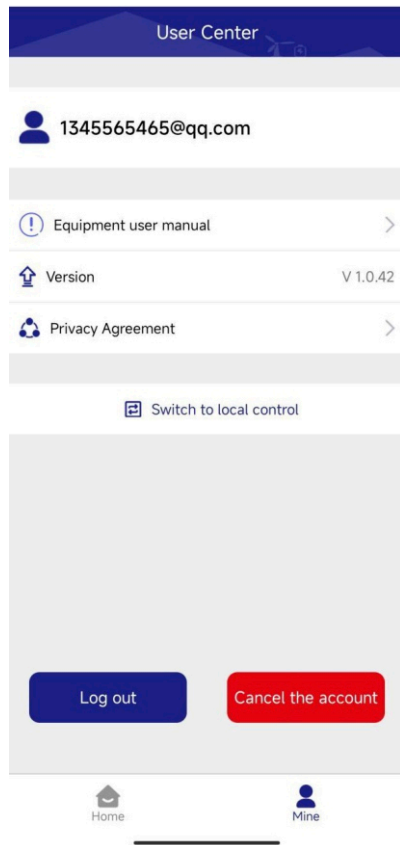 User Center
1345565465@qq.com
Equipment user manual
Version V 1.0.42
Privacy Agreement
Switch to local control
Log out Cancel the account
Home Mine